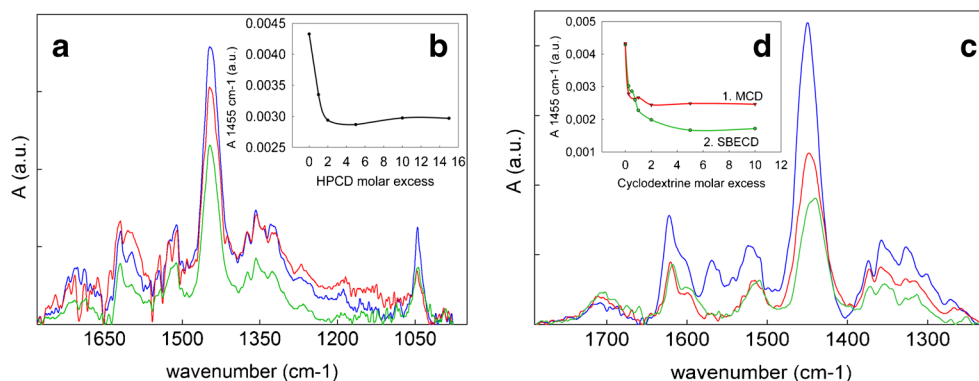 a
A (a.u.)
1650
1500
1350
1200
1050
wavenumber (cm-1)
b
A 1455 cm-1 (a.u.)
0.0045
0.0040
0.0035
0.0030
0.0025
0 2 4 6 8 10 12 14 16
HPCD molar excess
c
A (a.u.)
1700
1600
1500
1400
1300
wavenumber (cm-1)
d
A 1455 cm-1 (a.u.)
0,005
0,004
0,003
0,002
0,001
1. MCD
2. SBECD
0 2 4 6 8 10
Cyclodextrine molar excess